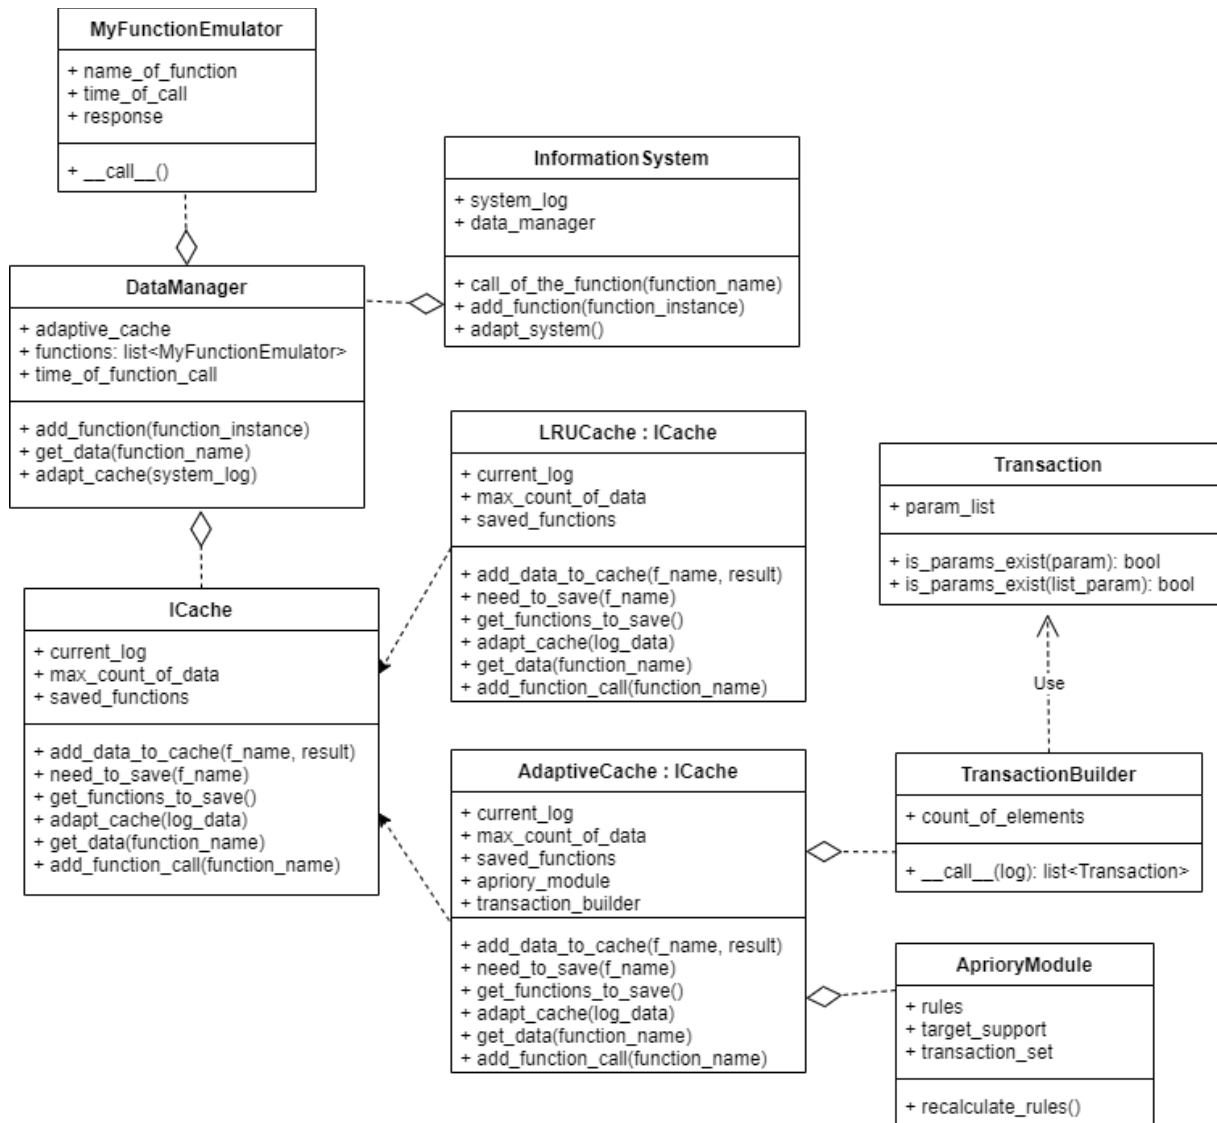 MyFunctionEmulator
+ name_of_function
+ time_of_call
+ response
+ __call__()
InformationSystem
+ system_log
+ data_manager
+ call_of_the_function(function_name)
+ add_function(function_instance)
+ adapt_system()
DataManager
+ adaptive_cache
+ functions: list<MyFunctionEmulator>
+ time_of_function_call
+ add_function(function_instance)
+ get_data(function_name)
+ adapt_cache(system_log)
LRUCache : ICache
+ current_log
+ max_count_of_data
+ saved_functions
+ add_data_to_cache(f_name, result)
+ need_to_save(f_name)
+ get_functions_to_save()
+ adapt_cache(log_data)
+ get_data(function_name)
+ add_function_call(function_name)
Transaction
+ param_list
+ is_params_exist(param): bool
+ is_params_exist(list_param): bool
Use
ICache
+ current_log
+ max_count_of_data
+ saved_functions
+ add_data_to_cache(f_name, result)
+ need_to_save(f_name)
+ get_functions_to_save()
+ adapt_cache(log_data)
+ get_data(function_name)
+ add_function_call(function_name)
AdaptiveCache : ICache
+ current_log
+ max_count_of_data
+ saved_functions
+ apriory_module
+ transaction_builder
+ add_data_to_cache(f_name, result)
+ need_to_save(f_name)
+ get_functions_to_save()
+ adapt_cache(log_data)
+ get_data(function_name)
+ add_function_call(function_name)
TransactionBuilder
+ count_of_elements
+ __call__(log): list<Transaction>
AprioryModule
+ rules
+ target_support
+ transaction_set
+ recalculate_rules()